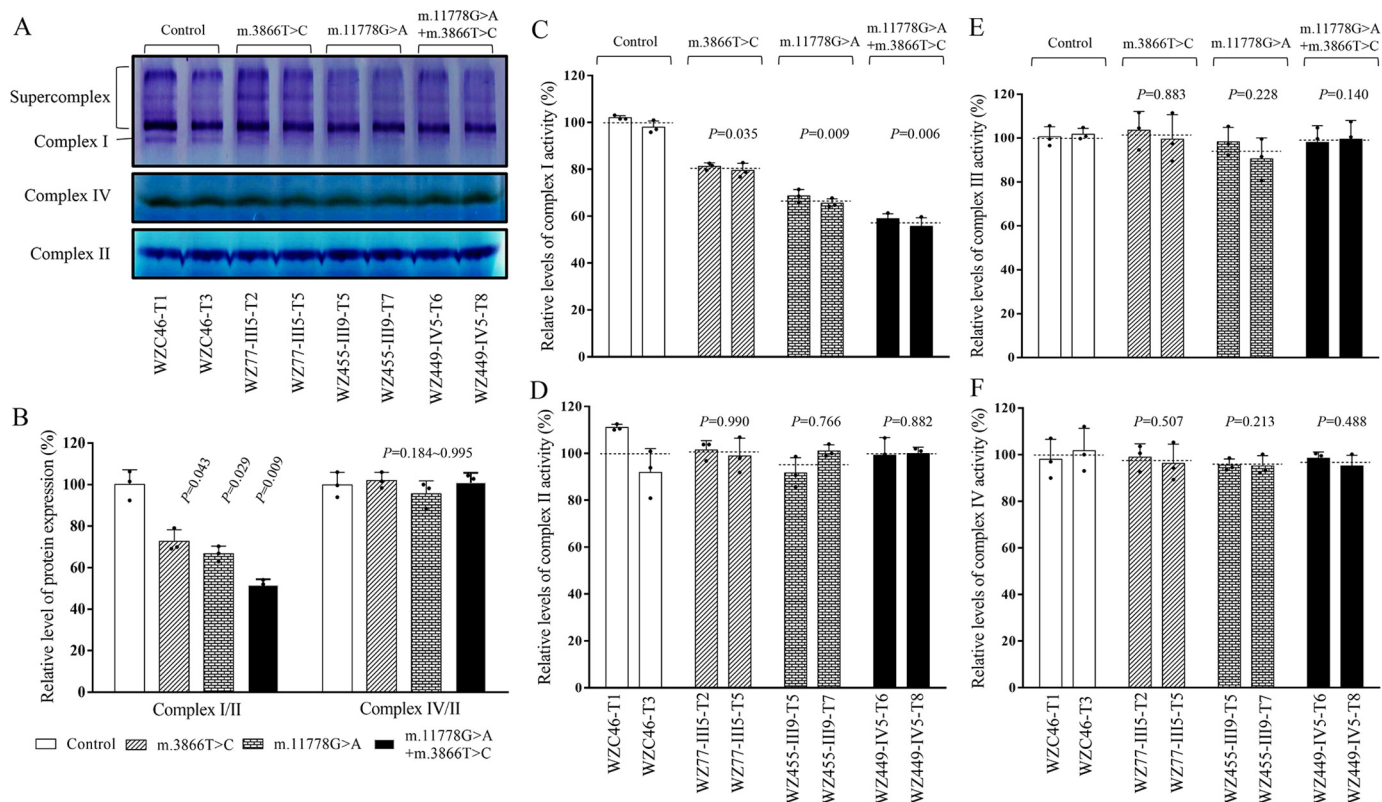 A
Control
m.3866T>C
m.11778G>A
m.11778G>A
+m.3866T>C
Supercomplex
Complex I
Complex IV
Complex II
WZC46-T1
WZC46-T3
WZ77-III5-T2
WZ77-III5-T5
WZ455-III9-T5
WZ455-III9-T7
WZ449-IV5-T6
WZ449-IV5-T8
B
Relative level of protein expression (%)
120
100
80
60
40
20
0
P=0.043
P=0.029
P=0.009
P=0.184~0.995
Complex I/II
Complex IV/II
Control
m.3866T>C
m.11778G>A
m.11778G>A
+m.3866T>C
C
Control
m.3866T>C
m.11778G>A
m.11778G>A
+m.3866T>C
Relative levels of complex I activity (%)
120
100
80
60
40
20
0
P=0.035
P=0.009
P=0.006
D
Relative levels of complex II activity (%)
120
100
80
60
40
20
0
P=0.990
P=0.766
P=0.882
WZC46-T1
WZC46-T3
WZ77-III5-T2
WZ77-III5-T5
WZ455-III9-T5
WZ455-III9-T7
WZ449-IV5-T6
WZ449-IV5-T8
E
Control
m.3866T>C
m.11778G>A
m.11778G>A
+m.3866T>C
Relative levels of complex III activity (%)
120
100
80
60
40
20
0
P=0.883
P=0.228
P=0.140
F
Relative levels of complex IV activity (%)
120
100
80
60
40
20
0
P=0.507
P=0.213
P=0.488
WZC46-T1
WZC46-T3
WZ77-III5-T2
WZ77-III5-T5
WZ455-III9-T5
WZ455-III9-T7
WZ449-IV5-T6
WZ449-IV5-T8